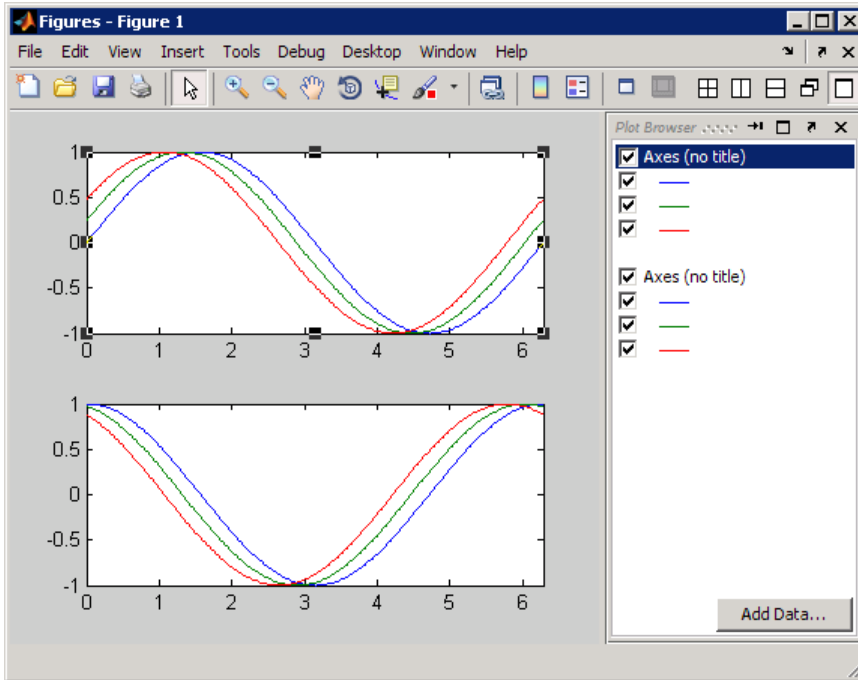 Figures - Figure 1
File Edit View Insert Tools Debug Desktop Window Help
Plot Browser
Axes (no title)
Axes (no title)
1
0.5
0
-0.5
-1
0 1 2 3 4 5 6
1
0.5
0
-0.5
-1
0 1 2 3 4 5 6
Add Data...